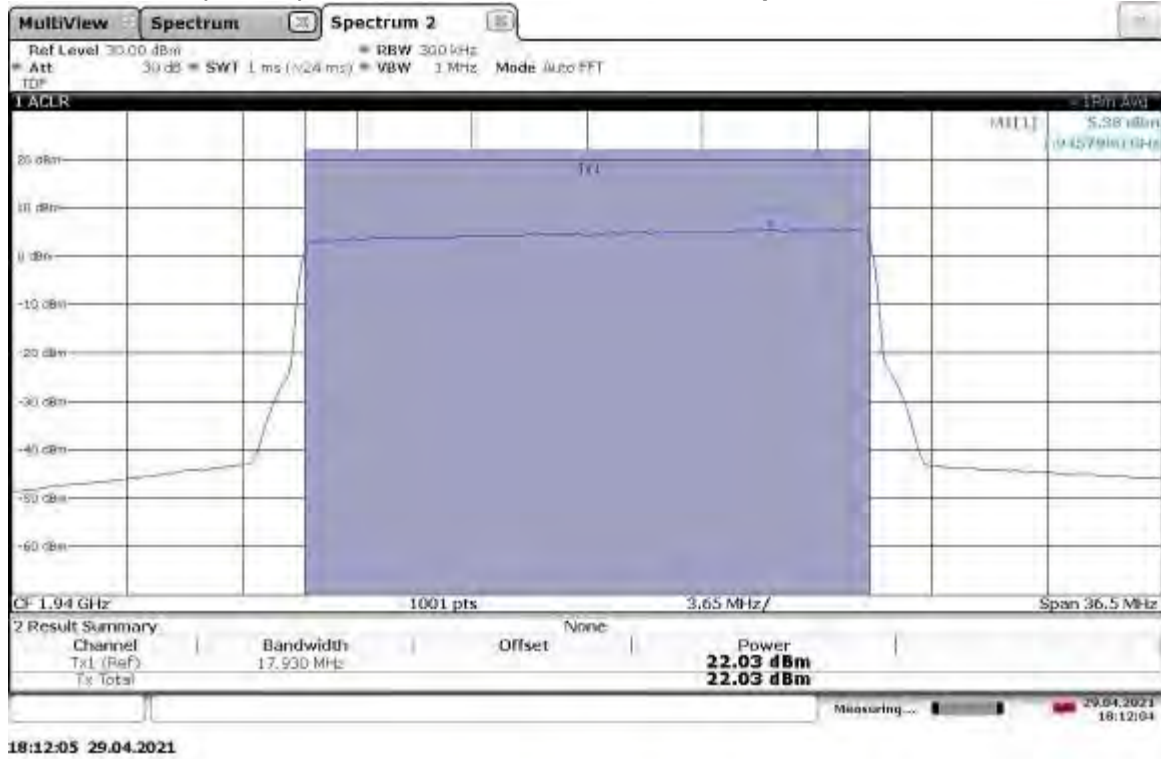 MultiView Spectrum Spectrum 2
Ref Level 30.00 dBm RBW 300 kHz
Att 30 dB SWT 1 ms (~24 ms) VBW 1 MHz Mode Auto FFT
TDF
1 ACLR 1Rm Avg
M1[1] 5.38 dBm
Tx1
20 dBm
10 dBm
0 dBm
-10 dBm
-20 dBm
-30 dBm
-40 dBm
-50 dBm
-60 dBm
CF 1.94 GHz 1001 pts 3.65 MHz/ Span 36.5 MHz
2 Result Summary None
Channel Bandwidth Offset Power
Tx1 (Ref) 17.930 MHz 22.03 dBm
Tx Total 22.03 dBm
Measuring... 29.04.2021
18:12:04
18:12:05 29.04.2021